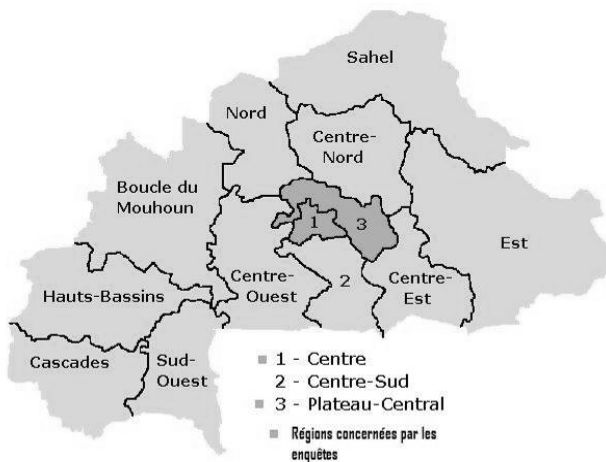 Sahel
Nord
Centre-
Nord
Boucle du
Mouhoun
1
3
Est
Centre-
Ouest
2
Centre-
Est
Hauts-Bassins
Cascades
Sud-
Ouest
1 - Centre
2 - Centre-Sud
3 - Plateau-Central
Régions concernées par les
enquêtes